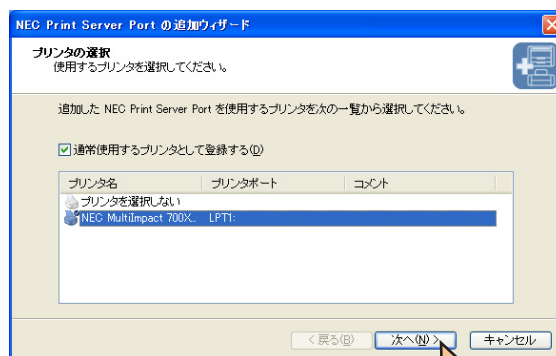 NEC Print Server Port の追加ウィザード
プリンタの選択
使用するプリンタを選択してください。
追加した NEC Print Server Port を使用するプリンタを次の一覧から選択してください。
通常使用するプリンタとして登録する(D)
プリンタ名 プリンタポート コメント
プリンタを選択しない
NEC MultiImpact 700X... LPT1:
< 戻る(B) 次へ(N) > キャンセル